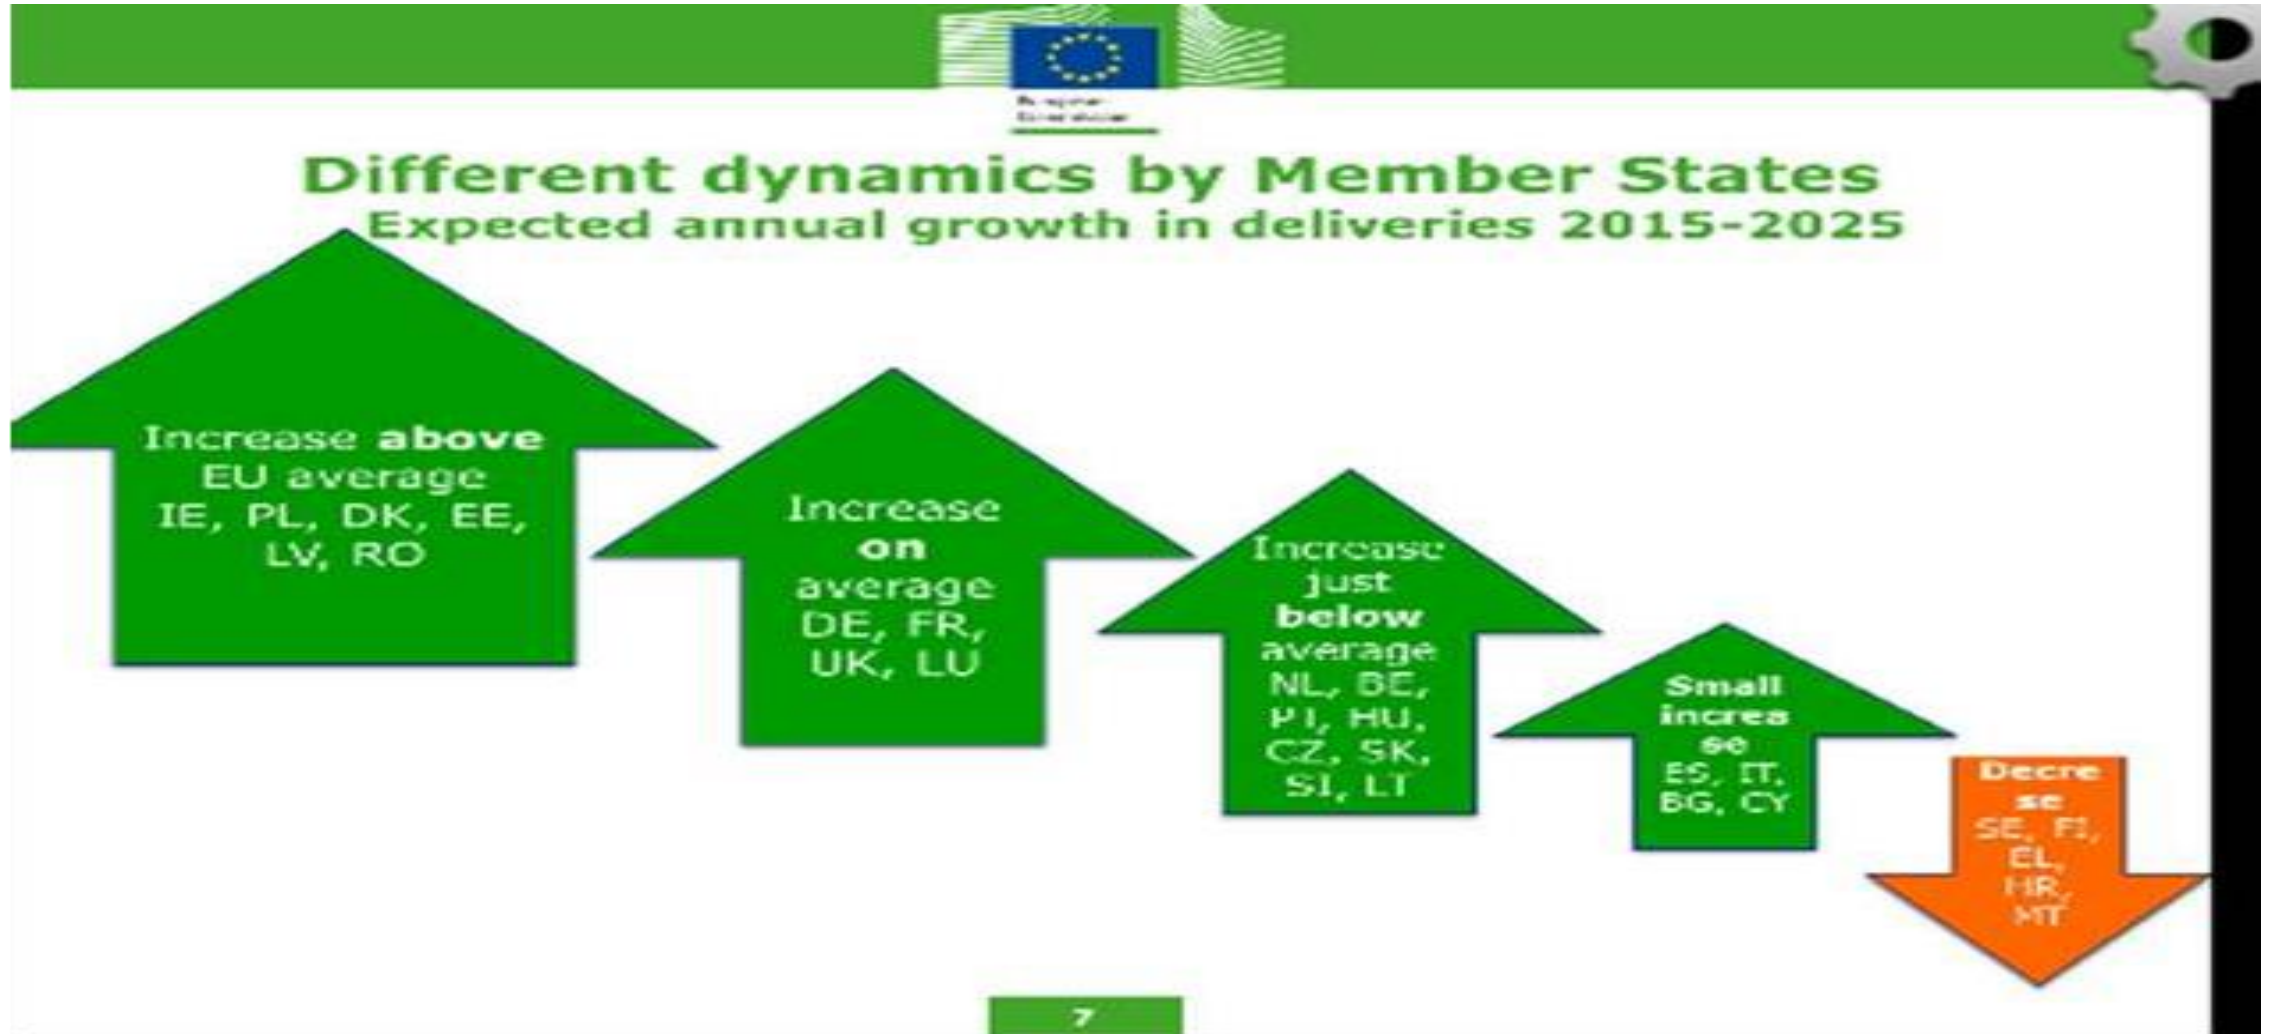 Different dynamics by Member States
Expected annual growth in deliveries 2015-2025
Increase above
EU average
IE, PL, DK, EE,
LV, RO
Increase
on
average
DE, FR,
UK, LU
Increase
just
below
average
NL, BE,
PT, HU,
CZ, SK,
SI, LT
Small
increa
se
ES, IT,
BG, CY
Decre
se
SE, FI,
EL,
HR,
MT
7